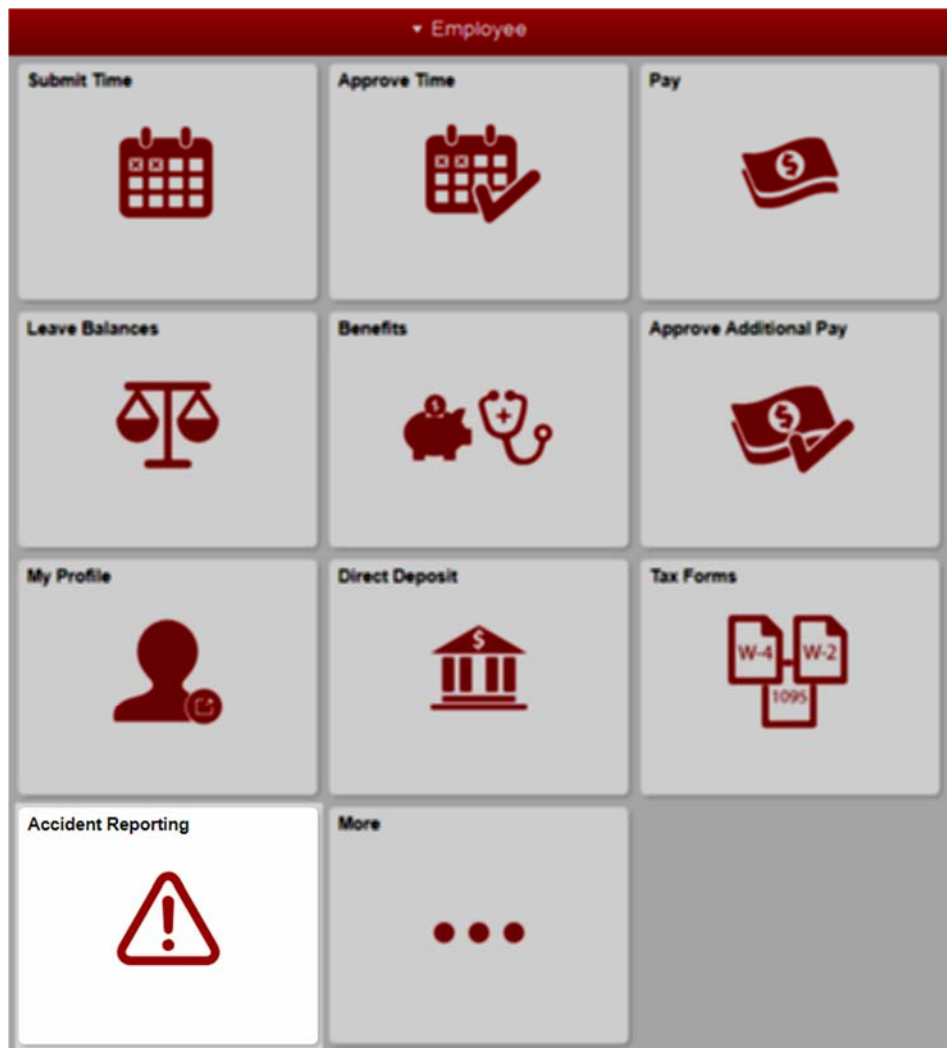 Employee
Submit Time
Approve Time
Pay
$
Leave Balances
Benefits
Approve Additional Pay
$
$
My Profile
Direct Deposit
Tax Forms
$
W-4
W-2
1095
Accident Reporting
More